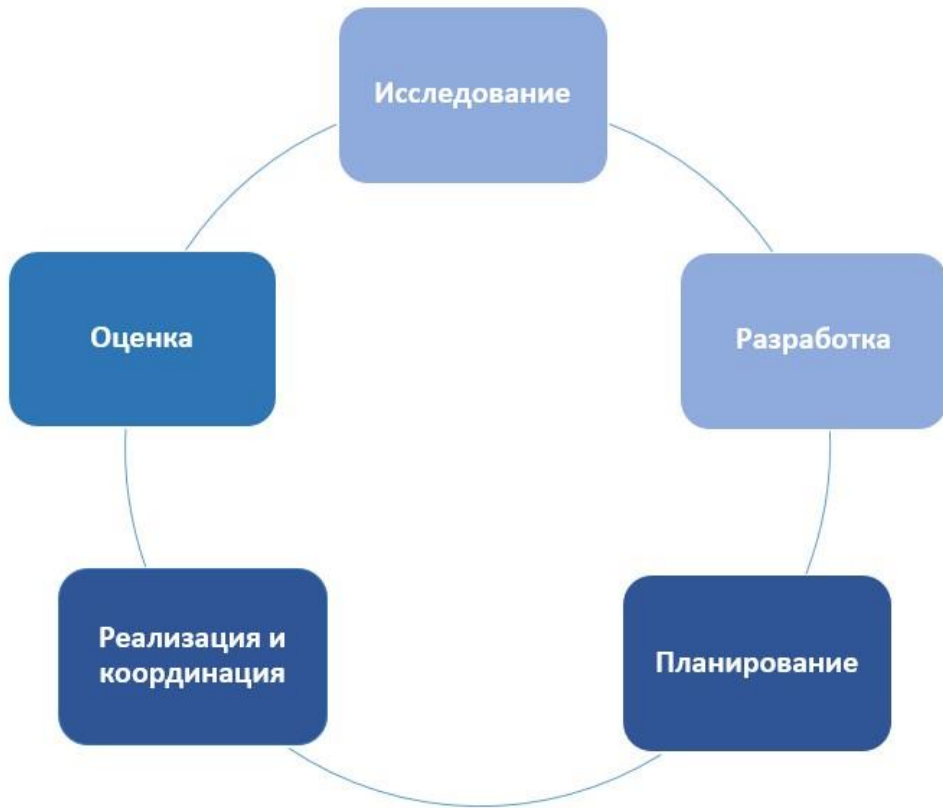 Исследование
Разработка
Планирование
Реализация и
координация
Оценка